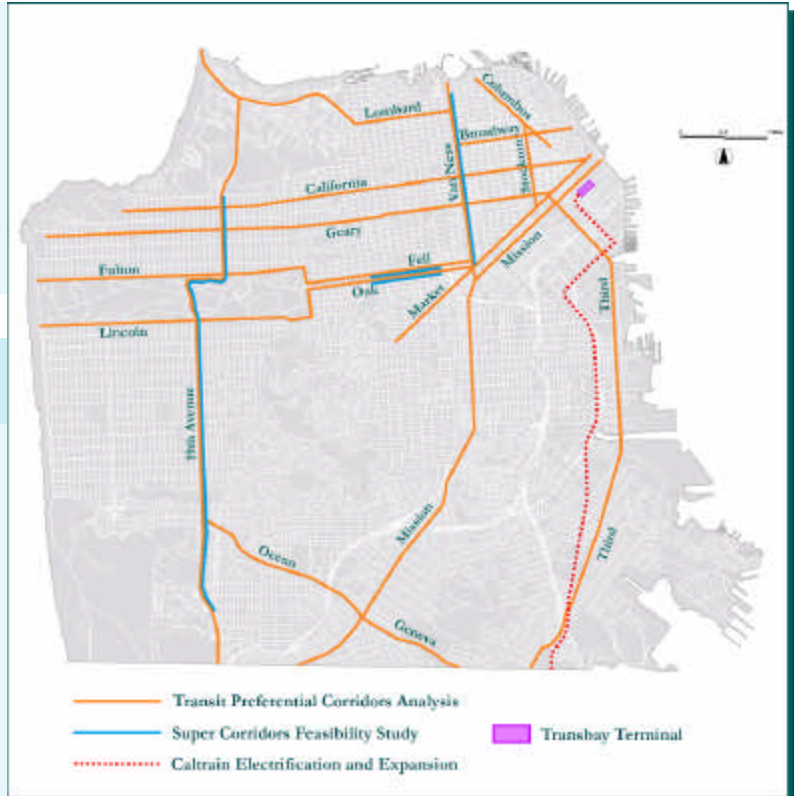 Columbus
Lombard
Broadway
Van Ness
Stockton
California
Geary
Mission
Fell
Fulton
Oak
Market
Third
Lincoln
19th Avenue
Mission
Third
Ocean
Geneva
Transit Preferential Corridors Analysis
Super Corridors Feasibility Study
Transbay Terminal
Caltrain Electrification and Expansion